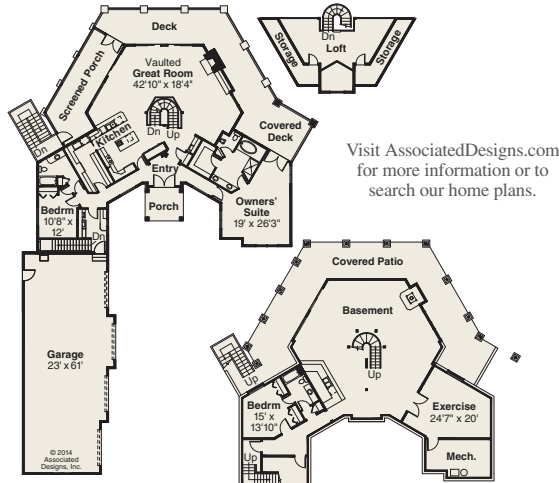 Deck
Vaulted
Great Room
42'10" x 18'4"
Screened Porch
Dn
Up
Kitchen
Covered
Deck
Entry
Dn
Bedrm
10'8" x
12'
Dn
Porch
Owners'
Suite
19' x 26'3"
Garage
23' x 61'
© 2014
Associated
Designs, Inc.
Dn
Loft
Storage
Storage
Visit AssociatedDesigns.com
for more information or to
search our home plans.
Covered Patio
Basement
Up
Up
Bedrm
15' x
13'10"
Up
Exercise
24'7" x 20'
Mech.